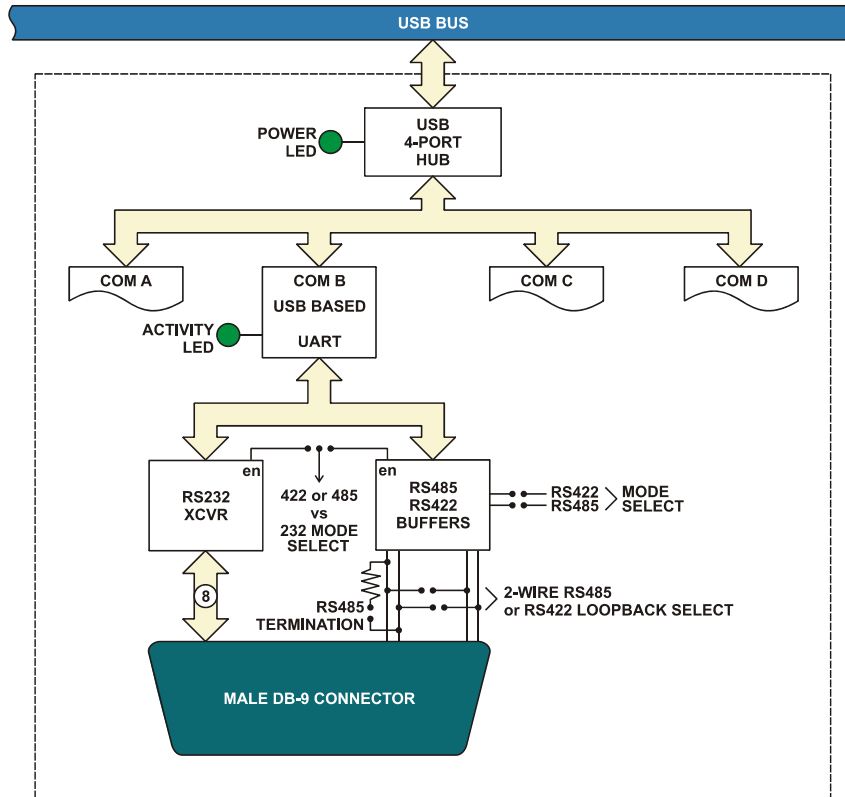 USB BUS
USB
4-PORT
HUB
POWER
LED
COM A
COM B
USB BASED
UART
COM C
COM D
ACTIVITY
LED
RS232
XCVR
en
422 or 485
vs
232 MODE
SELECT
en
RS485
RS422
BUFFERS
RS422
RS485
MODE
SELECT
8
RS485
TERMINATION
2-WIRE RS485
or RS422 LOOPBACK SELECT
MALE DB-9 CONNECTOR